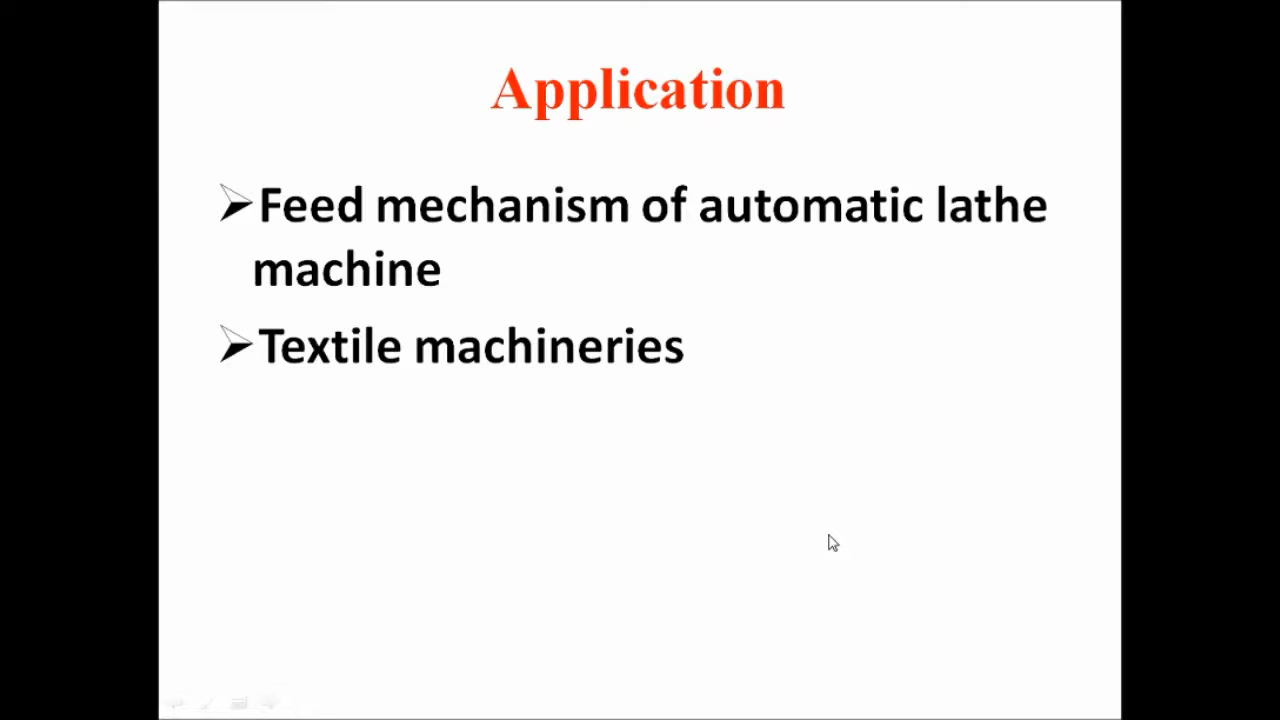 Application
➢Feed mechanism of automatic lathe
machine
➢Textile machineries